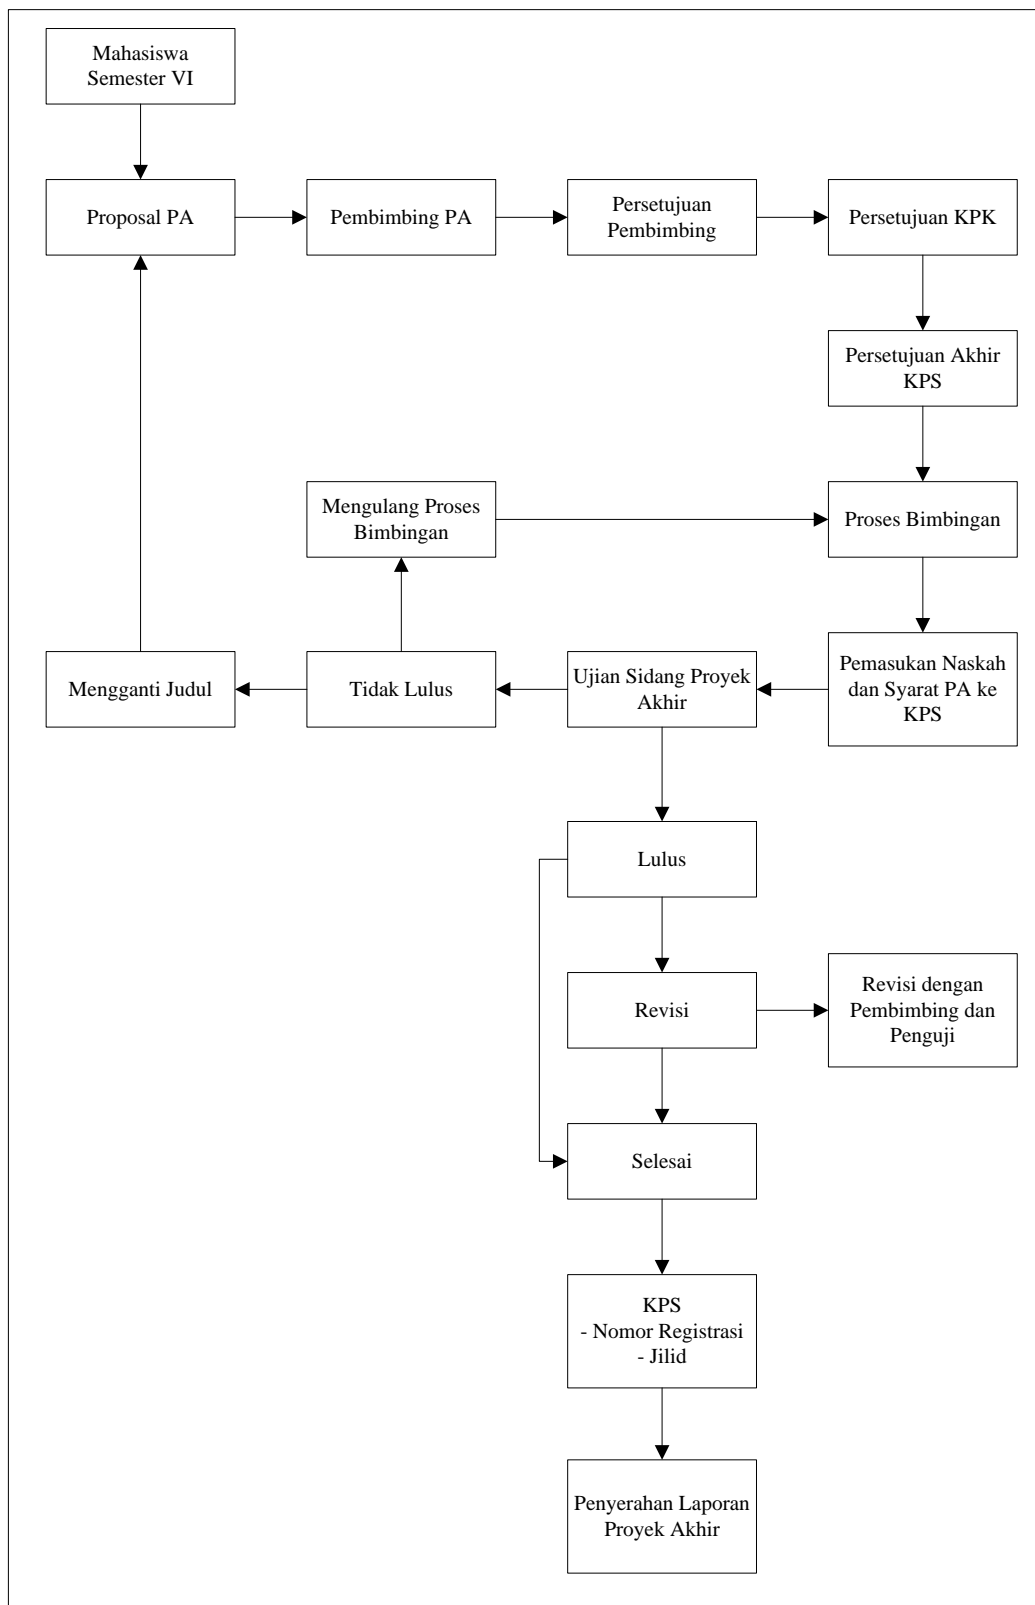 Mahasiswa
Semester VI
Proposal PA
Pembimbing PA
Persetujuan
Pembimbing
Persetujuan KPK
Persetujuan Akhir
KPS
Mengulang Proses
Bimbingan
Proses Bimbingan
Mengganti Judul
Tidak Lulus
Ujian Sidang Proyek
Akhir
Pemasukan Naskah
dan Syarat PA ke
KPS
Lulus
Revisi
Revisi dengan
Pembimbing dan
Penguji
Selesai
KPS
- Nomor Registrasi
- Jilid
Penyerahan Laporan
Proyek Akhir